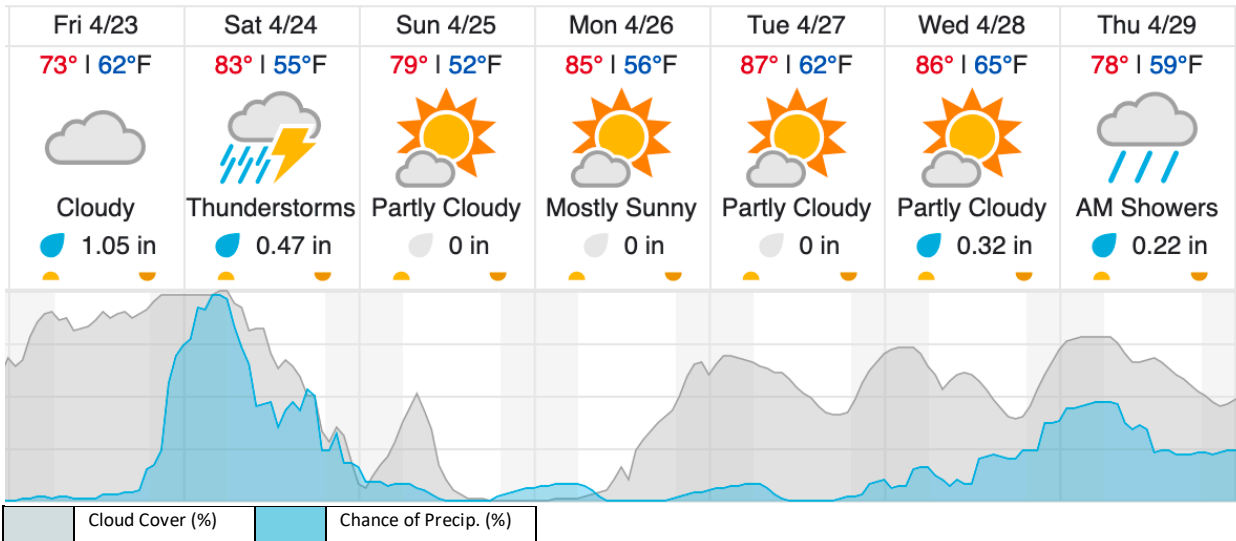 Fri 4/23 Sat 4/24 Sun 4/25 Mon 4/26 Tue 4/27 Wed 4/28 Thu 4/29
73° | 62°F 83° | 55°F 79° | 52°F 85° | 56°F 87° | 62°F 86° | 65°F 78° | 59°F
Cloudy Thunderstorms Partly Cloudy Mostly Sunny Partly Cloudy Partly Cloudy AM Showers
1.05 in 0.47 in 0 in 0 in 0 in 0.32 in 0.22 in
Cloud Cover (%) Chance of Precip. (%)